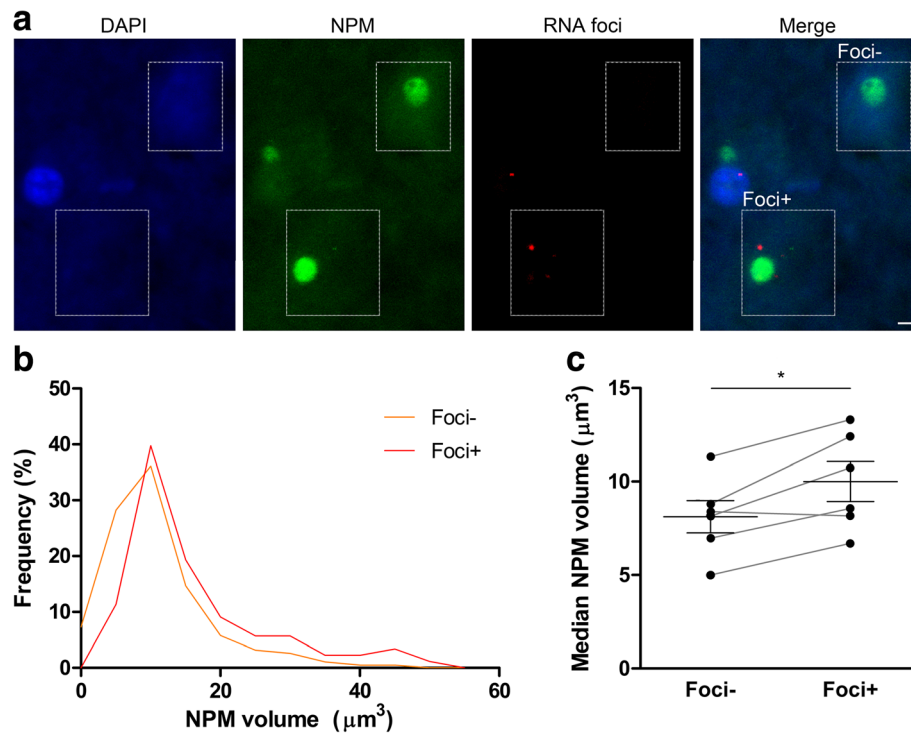 a
DAPI NPM RNA foci Merge
Foci-
Foci+
b
50
40
30
20
10
0
Frequency (%)
Foci-
Foci+
0 20 40 60
NPM volume (μm³)
c
15
10
5
0
Median NPM volume (μm³)
*
Foci- Foci+